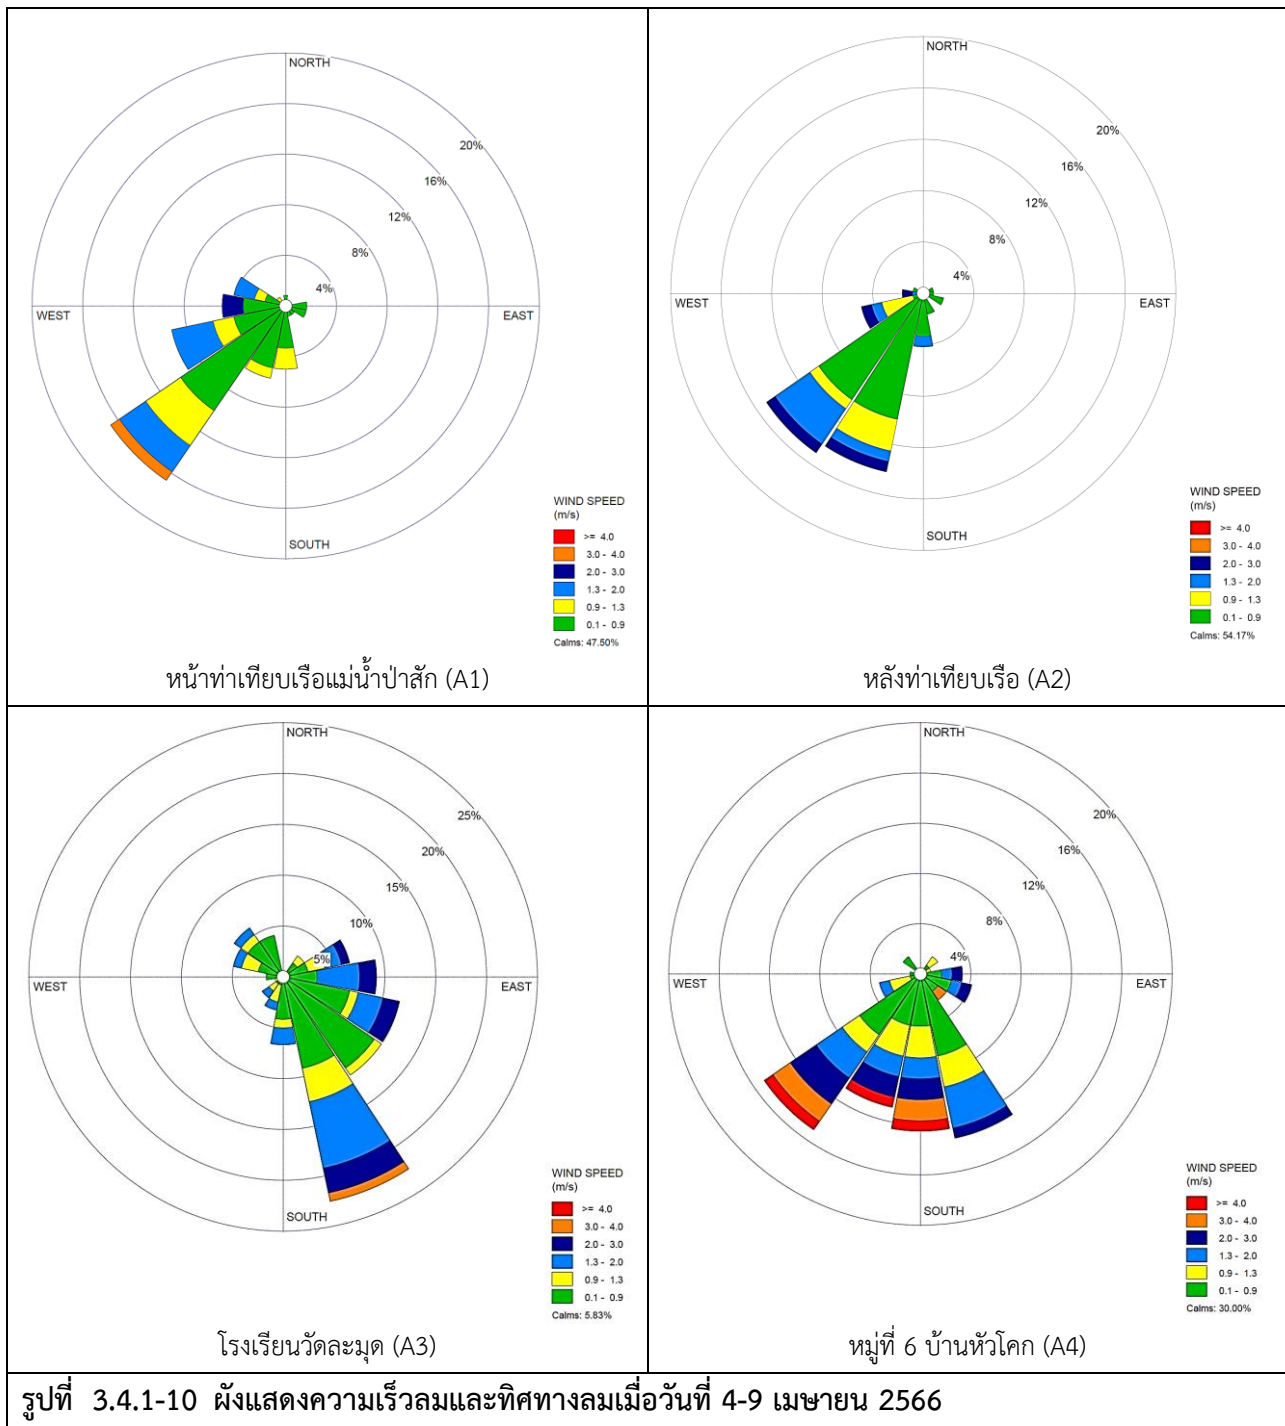 NORTH
20%
16%
12%
8%
4%
WEST
EAST
SOUTH
WIND SPEED
(m/s)
>= 4.0
3.0 - 4.0
2.0 - 3.0
1.3 - 2.0
0.9 - 1.3
0.1 - 0.9
Calms: 47.50%
หน้าท่าเทียบเรือแม่น้ำป่าสัก (A1)
NORTH
20%
16%
12%
8%
4%
WEST
EAST
SOUTH
WIND SPEED
(m/s)
>= 4.0
3.0 - 4.0
2.0 - 3.0
1.3 - 2.0
0.9 - 1.3
0.1 - 0.9
Calms: 54.17%
หลังท่าเทียบเรือ (A2)
NORTH
25%
20%
15%
10%
5%
WEST
EAST
SOUTH
WIND SPEED
(m/s)
>= 4.0
3.0 - 4.0
2.0 - 3.0
1.3 - 2.0
0.9 - 1.3
0.1 - 0.9
Calms: 5.83%
โรงเรียนวัดละมุด (A3)
NORTH
20%
16%
12%
8%
4%
WEST
EAST
SOUTH
WIND SPEED
(m/s)
>= 4.0
3.0 - 4.0
2.0 - 3.0
1.3 - 2.0
0.9 - 1.3
0.1 - 0.9
Calms: 30.00%
หมู่ที่ 6 บ้านหัวโคก (A4)
รูปที่ 3.4.1-10 ผังแสดงความเร็วลมและทิศทางลมเมื่อวันที่ 4-9 เมษายน 2566